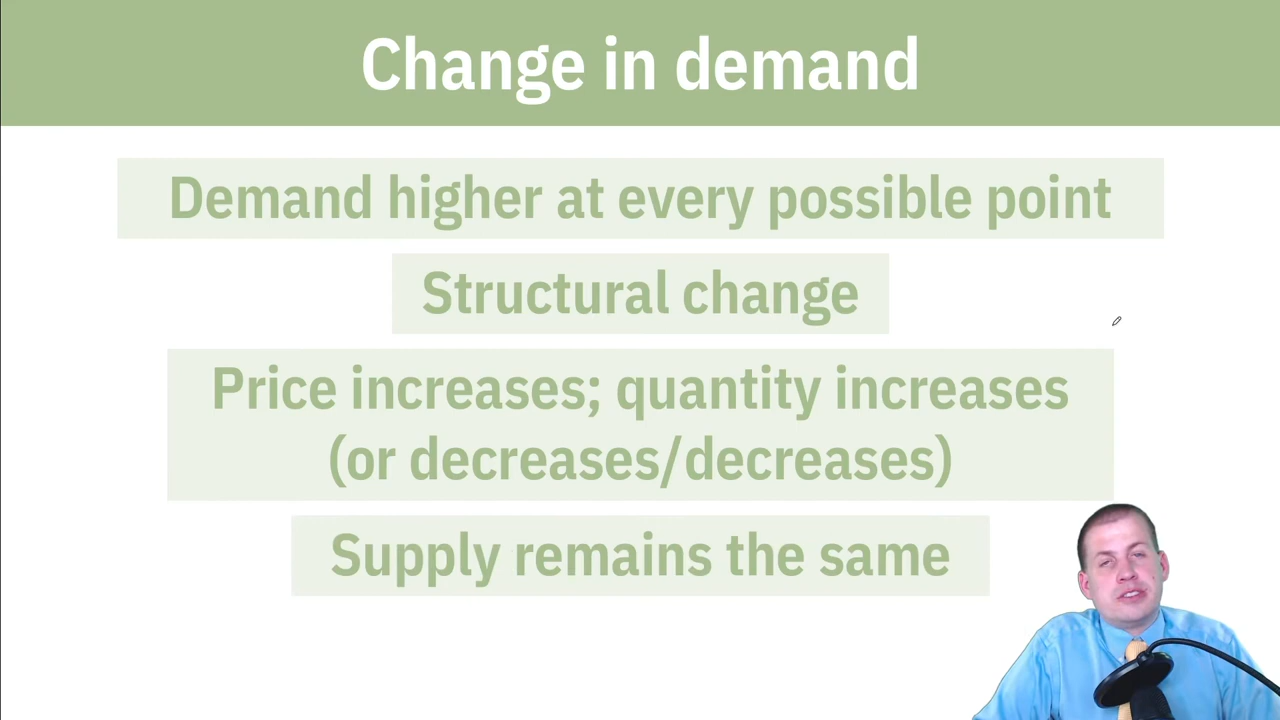 Change in demand
Demand higher at every possible point
Structural change
Price increases; quantity increases
(or decreases/decreases)
Supply remains the same